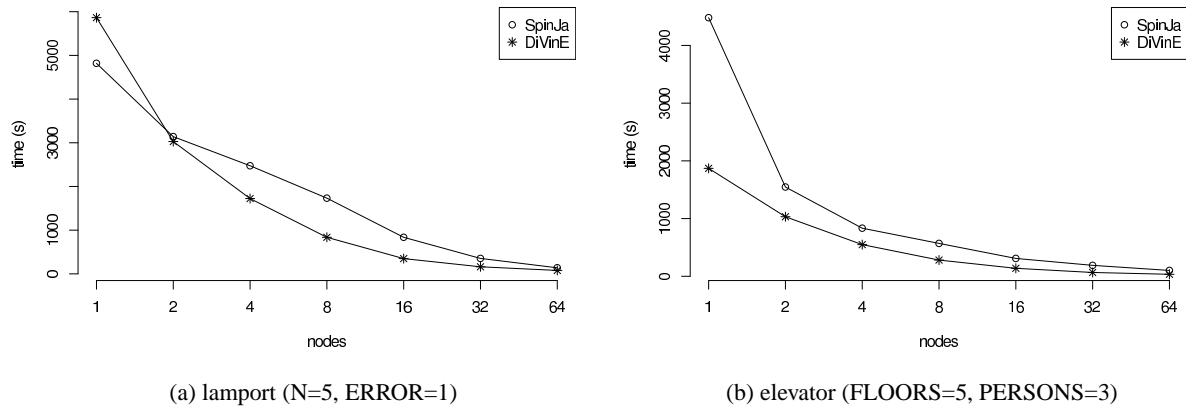 SpinJa
DiVinE
time (s)
5000
3000
1000
0
1 2 4 8 16 32 64
nodes
(a) lamport (N=5, ERROR=1)
SpinJa
DiVinE
time (s)
4000
3000
2000
1000
0
1 2 4 8 16 32 64
nodes
(b) elevator (FLOORS=5, PERSONS=3)